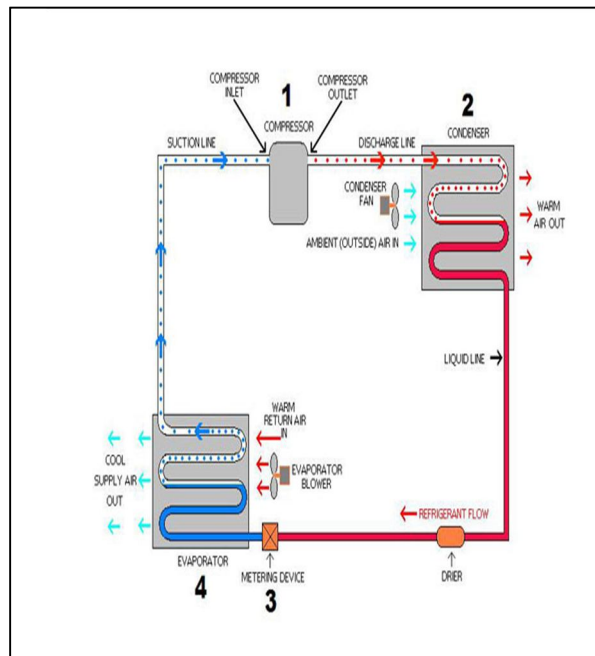 1
2
COMPRESSOR
INLET
COMPRESSOR
OUTLET
COMPRESSOR
CONDENSER
SUCTION LINE
DISCHARGE LINE
CONDENSER
FAN
WARM
AIR OUT
AMBIENT (OUTSIDE) AIR IN
LIQUID LINE
WARM
RETURN AIR
IN
COOL
SUPPLY AIR
OUT
EVAPORATOR
BLOWER
REFRIGERANT FLOW
EVAPORATOR
METERING DEVICE
DRIER
4
3